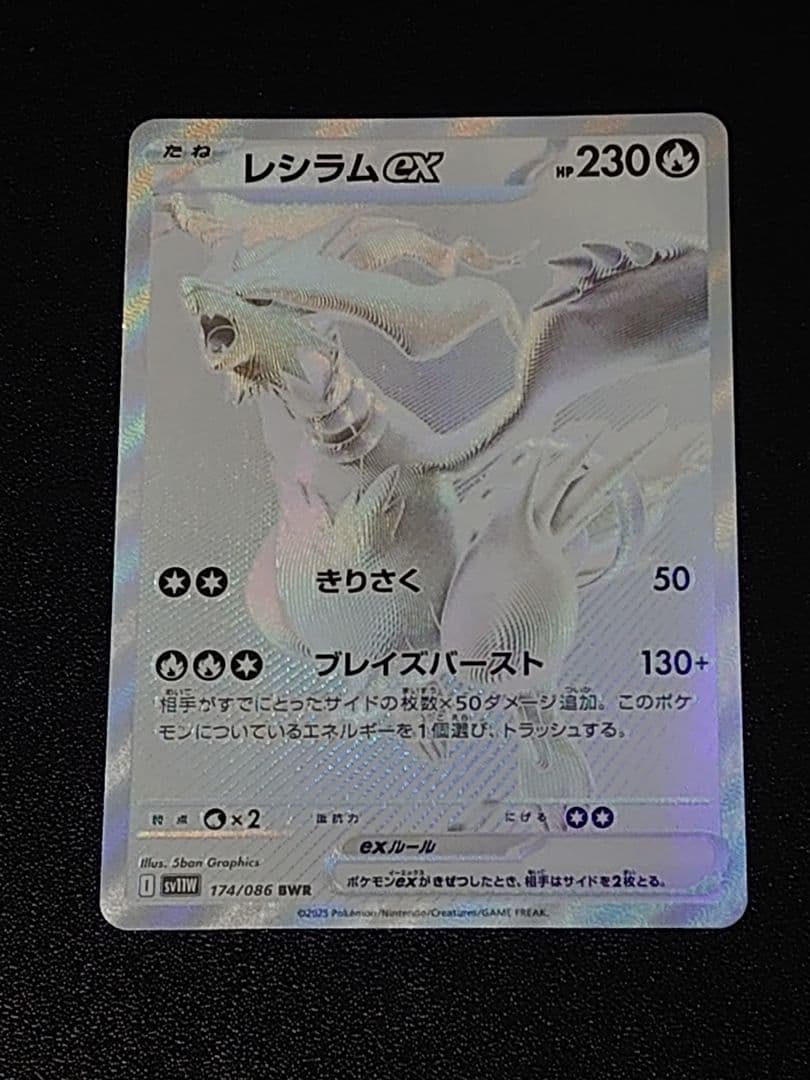 たね レシラムex HP230
きりさく 50
ブレイズバースト 130+
相手がすでにとったサイドの枚数×50ダメージ追加。このポケ
モンについているエネルギーを1個選び、トラッシュする。
弱点 ×2 抵抗力 にげる
exルール
Illus. 5ban Graphics
ポケモンexがきぜつしたとき、相手はサイドを2枚とる。
I sv11W 174/086 BWR
©2025 Pokémon/Nintendo/Creatures/GAME FREAK.